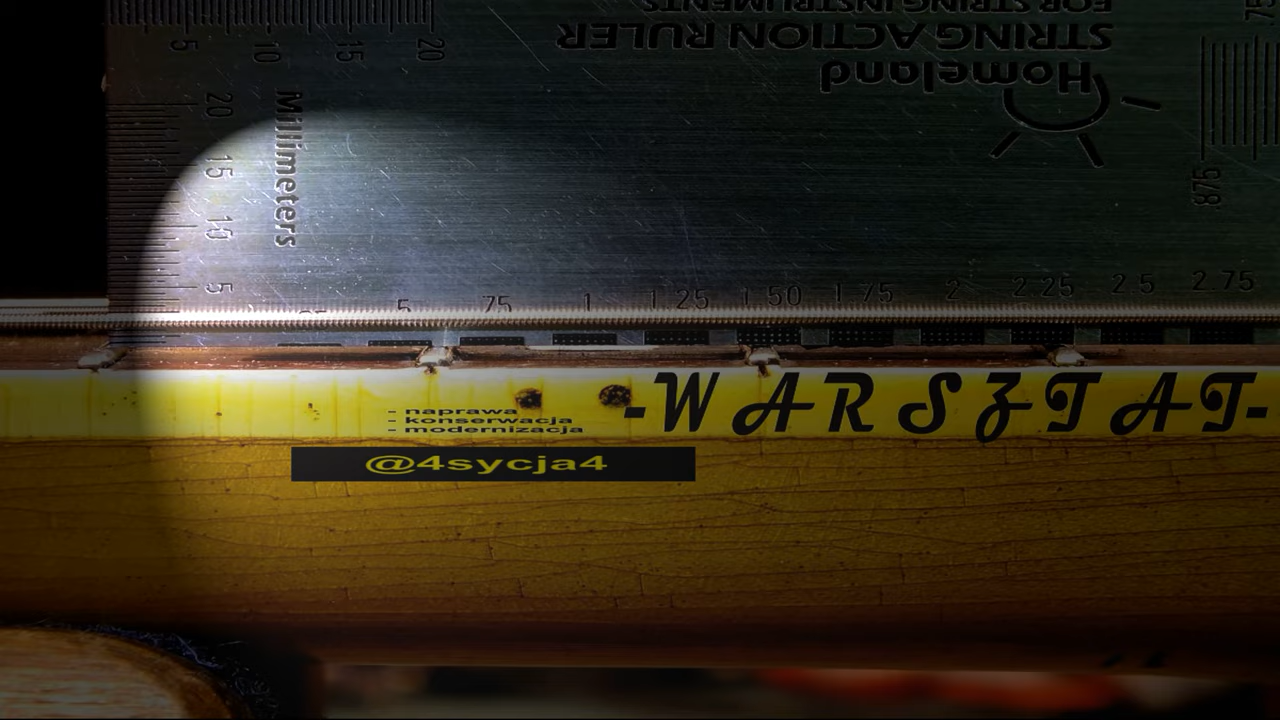 FOR STRING INSTRUMENTS
STRING ACTION RULER
Homeland
5 10 15 20
.75
20
15
10
5
Millimeters
.875
5 75 1 1 25 1 50 1 75 2 2 25 2 5 2.75
-WARSZTAT-
- naprawa
- konserwacja
- modernizacja
@4sycja4